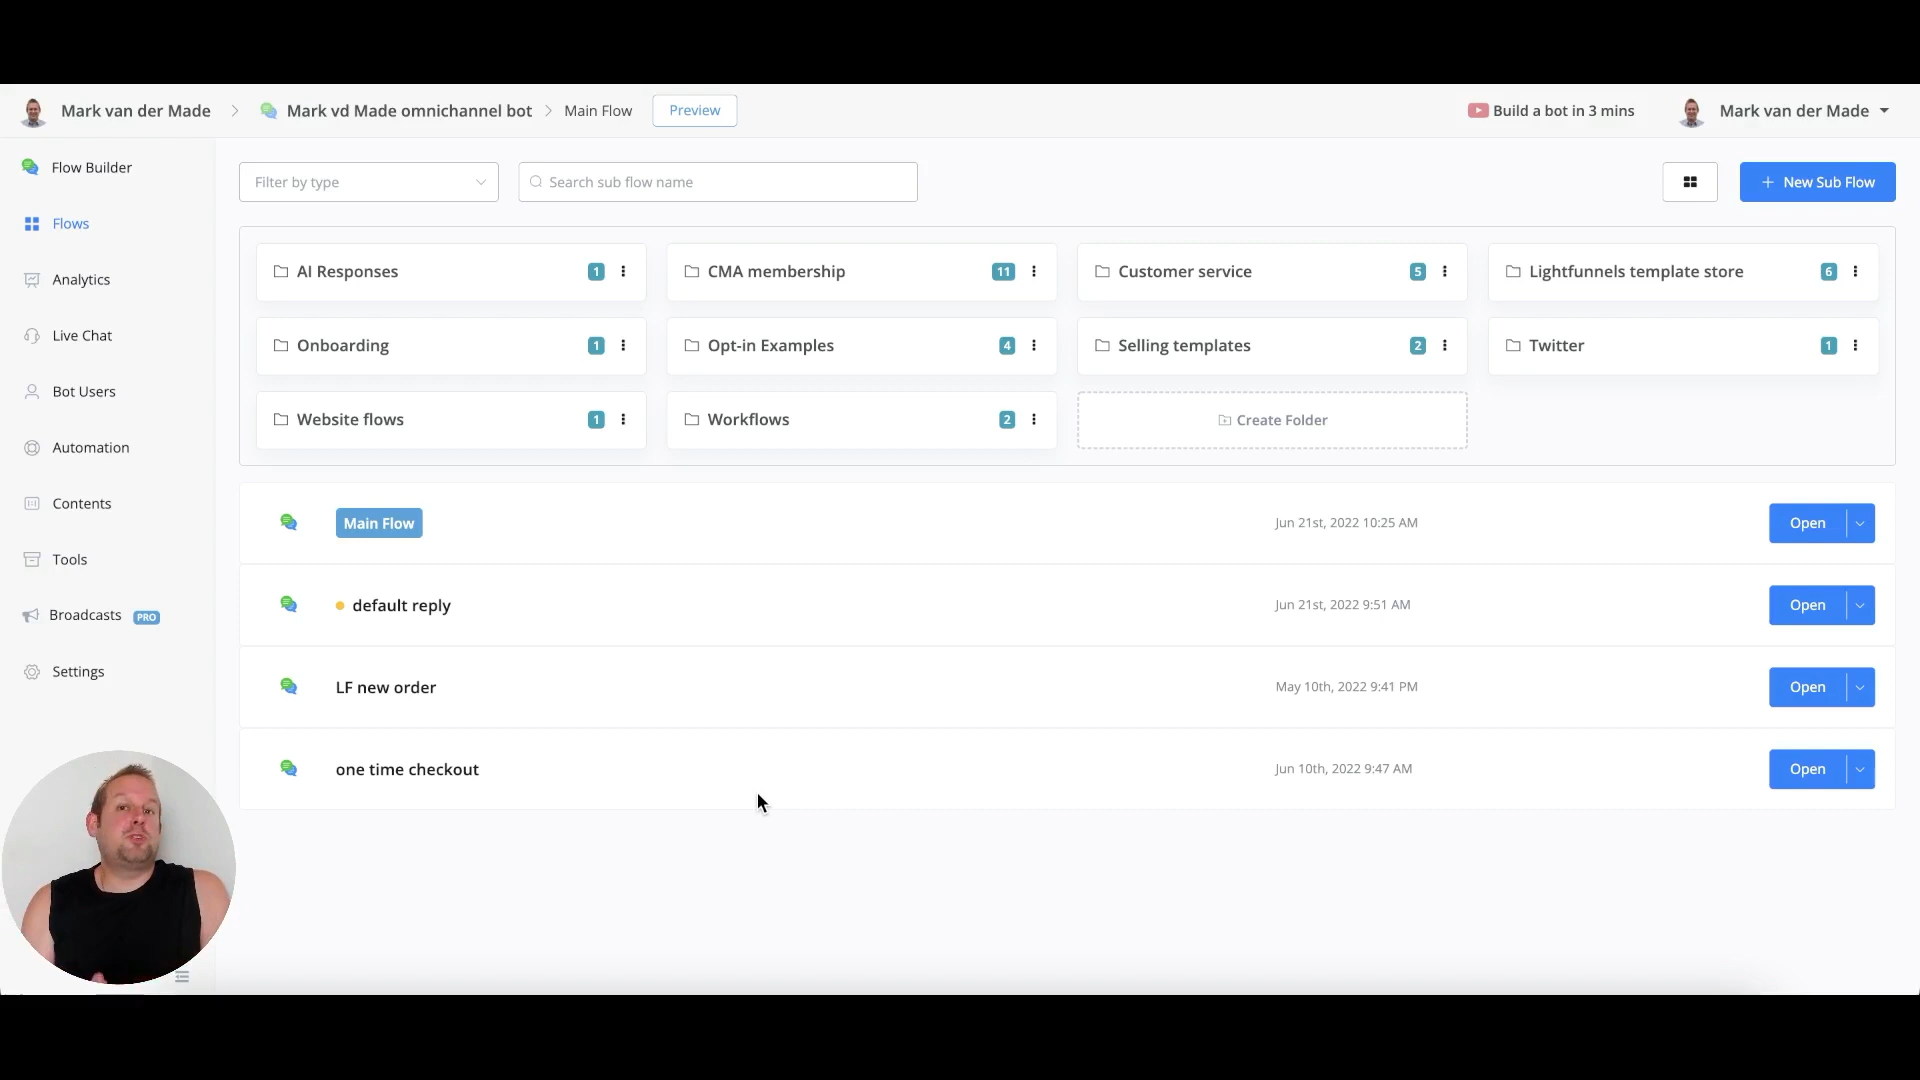 Mark van der Made > Mark vd Made omnichannel bot > Main Flow Preview Build a bot in 3 mins Mark van der Made
Flow Builder
Flows
Analytics
Live Chat
Bot Users
Automation
Contents
Tools
Broadcasts PRO
Settings
Filter by type Search sub flow name + New Sub Flow
AI Responses 1 CMA membership 11 Customer service 5 Lightfunnels template store 6
Onboarding 1 Opt-in Examples 4 Selling templates 2 Twitter 1
Website flows 1 Workflows 2 Create Folder
Main Flow Jun 21st, 2022 10:25 AM Open
default reply Jun 21st, 2022 9:51 AM Open
LF new order May 10th, 2022 9:41 PM Open
one time checkout Jun 10th, 2022 9:47 AM Open